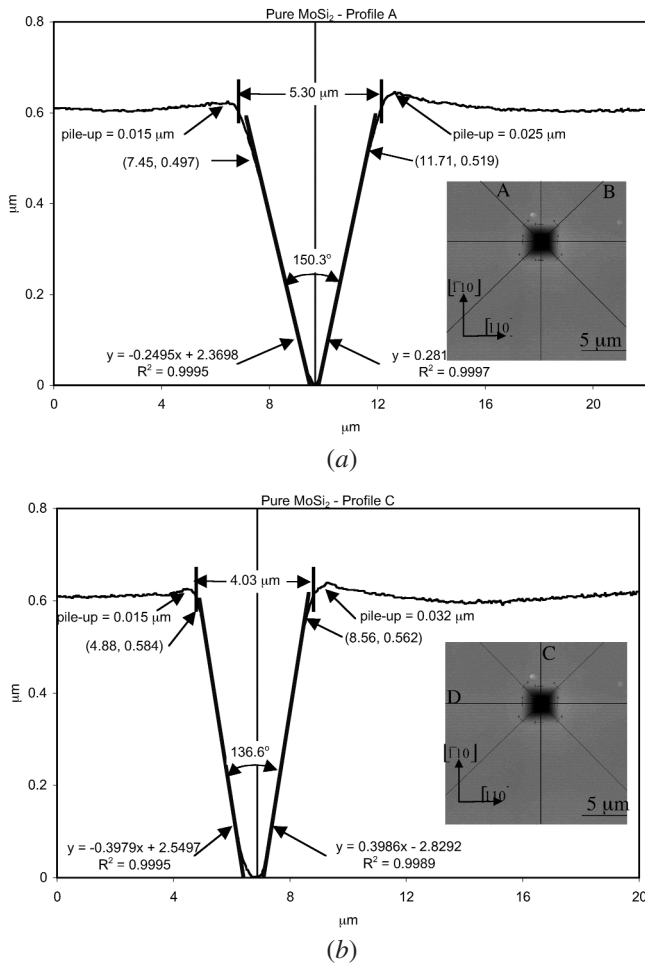 Pure MoSi₂ - Profile A
0.8
5.30 μm
0.6
pile-up = 0.015 μm
pile-up = 0.025 μm
(7.45, 0.497)
(11.71, 0.519)
A
B
0.4
μm
150.3°
0.2
[1̄10]
[110
5 μm
y = -0.2495x + 2.3698
R² = 0.9995
y = 0.281
R² = 0.9997
0
0
4
8
12
16
20
μm
(a)
Pure MoSi₂ - Profile C
0.8
4.03 μm
0.6
pile-up = 0.015 μm
pile-up = 0.032 μm
(4.88, 0.584)
(8.56, 0.562)
C
D
0.4
μm
136.6°
0.2
[1̄10]
[110
5 μm
y = -0.3979x + 2.5497
R² = 0.9995
y = 0.3986x - 2.8292
R² = 0.9989
0
0
4
8
12
16
20
μm
(b)